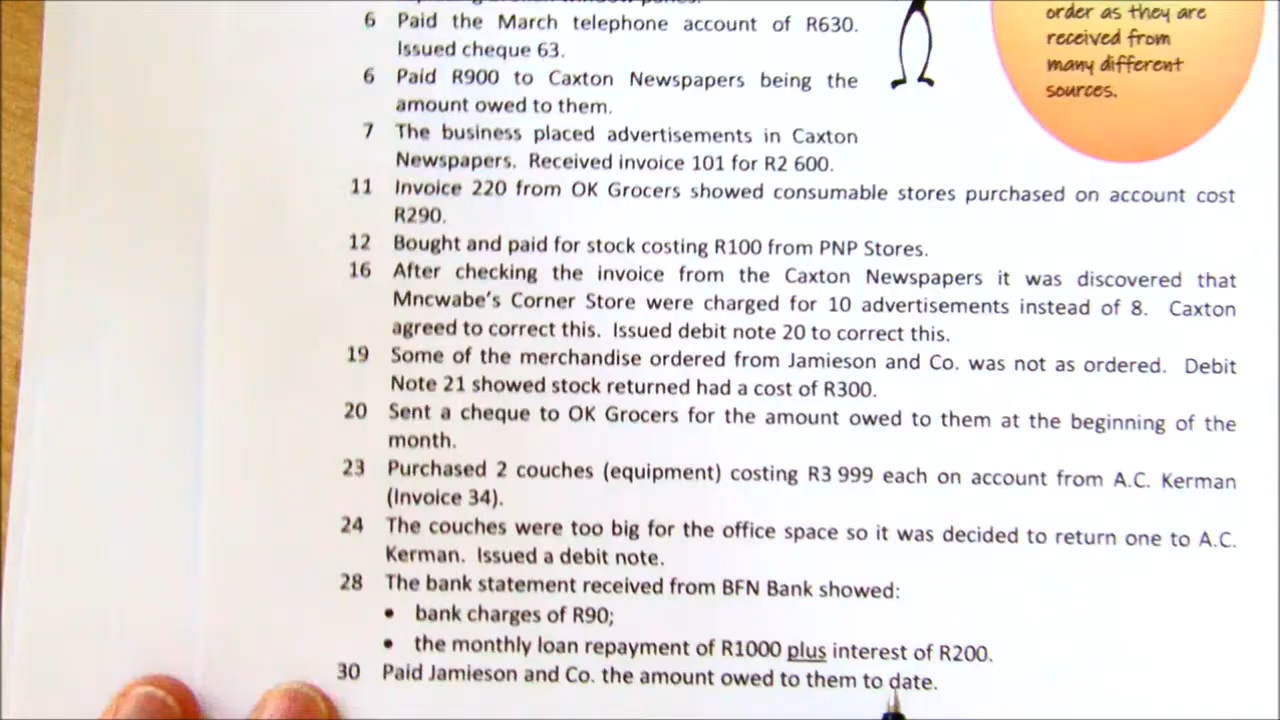 6 Paid the March telephone account of R630.
Issued cheque 63.
6 Paid R900 to Caxton Newspapers being the
amount owed to them.
7 The business placed advertisements in Caxton
Newspapers. Received invoice 101 for R2 600.
order as they are
received from
many different
sources.
11 Invoice 220 from OK Grocers showed consumable stores purchased on account cost
R290.
12 Bought and paid for stock costing R100 from PNP Stores.
16 After checking the invoice from the Caxton Newspapers it was discovered that
Mncwabe's Corner Store were charged for 10 advertisements instead of 8. Caxton
agreed to correct this. Issued debit note 20 to correct this.
19 Some of the merchandise ordered from Jamieson and Co. was not as ordered. Debit
Note 21 showed stock returned had a cost of R300.
20 Sent a cheque to OK Grocers for the amount owed to them at the beginning of the
month.
23 Purchased 2 couches (equipment) costing R3 999 each on account from A.C. Kerman
(Invoice 34).
24 The couches were too big for the office space so it was decided to return one to A.C.
Kerman. Issued a debit note.
28 The bank statement received from BFN Bank showed:
• bank charges of R90;
• the monthly loan repayment of R1000 plus interest of R200.
30 Paid Jamieson and Co. the amount owed to them to date.